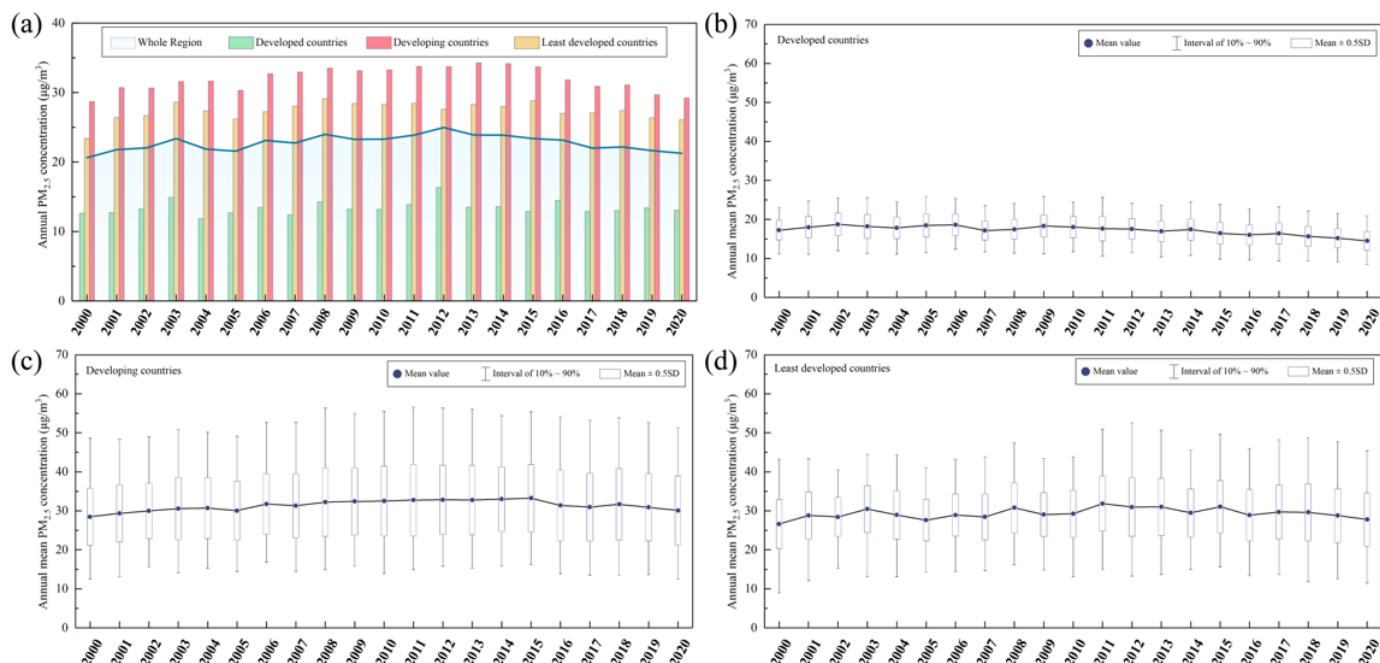 (a)
Annual PM2.5 concentration (μg/m³)
40
30
20
10
0
Whole Region
Developed countries
Developing countries
Least developed countries
2000 2001 2002 2003 2004 2005 2006 2007 2008 2009 2010 2011 2012 2013 2014 2015 2016 2017 2018 2019 2020
(b)
Annual mean PM2.5 concentration (μg/m³)
70
60
50
40
30
20
10
0
Developed countries
Mean value
Interval of 10% ~ 90%
Mean ± 0.5SD
2000 2001 2002 2003 2004 2005 2006 2007 2008 2009 2010 2011 2012 2013 2014 2015 2016 2017 2018 2019 2020
(c)
Annual mean PM2.5 concentration (μg/m³)
70
60
50
40
30
20
10
0
Developing countries
Mean value
Interval of 10% ~ 90%
Mean ± 0.5SD
2000 2001 2002 2003 2004 2005 2006 2007 2008 2009 2010 2011 2012 2013 2014 2015 2016 2017 2018 2019 2020
(d)
Annual mean PM2.5 concentration (μg/m³)
70
60
50
40
30
20
10
0
Least developed countries
Mean value
Interval of 10% ~ 90%
Mean ± 0.5SD
2000 2001 2002 2003 2004 2005 2006 2007 2008 2009 2010 2011 2012 2013 2014 2015 2016 2017 2018 2019 2020